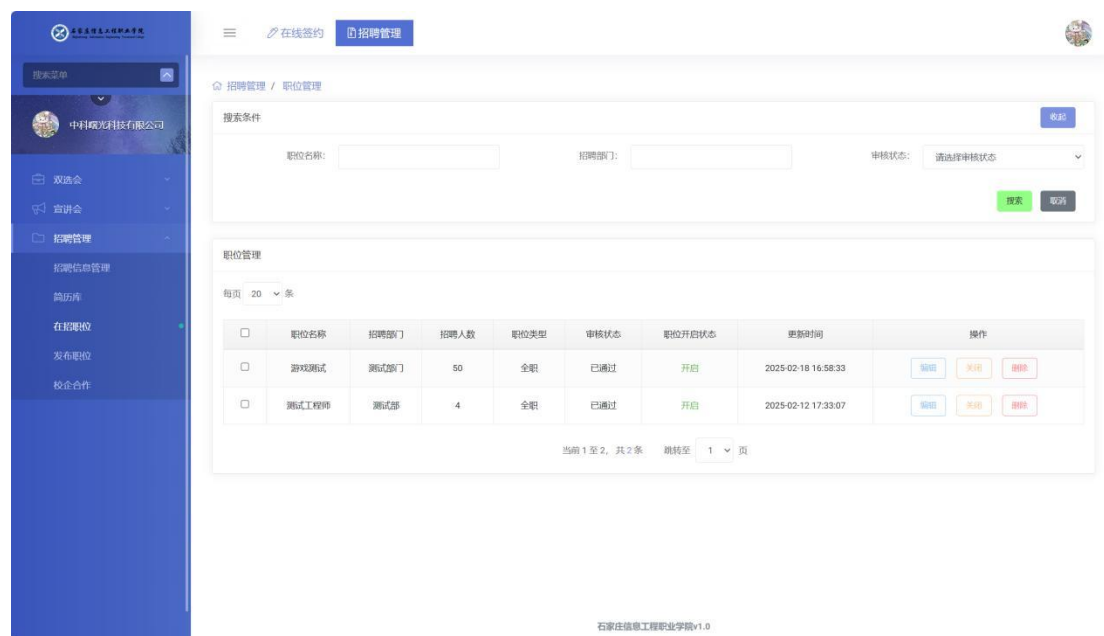 石家庄信息工程职业学院
在线签约 招聘管理
搜索菜单
中科曙光科技有限公司
双选会
宣讲会
招聘管理
招聘信息管理
简历库
在招职位
发布职位
校企合作
招聘管理 / 职位管理
搜索条件 收起
职位名称: 招聘部门: 审核状态: 请选择审核状态
搜索 取消
职位管理
每页 20 条
职位名称 招聘部门 招聘人数 职位类型 审核状态 职位开启状态 更新时间 操作
游戏测试 测试部门 50 全职 已通过 开启 2025-02-18 16:58:33 编辑 关闭 删除
测试工程师 测试部 4 全职 已通过 开启 2025-02-12 17:33:07 编辑 关闭 删除
当前 1 至 2, 共 2 条 跳转至 1 页
石家庄信息工程职业学院v1.0